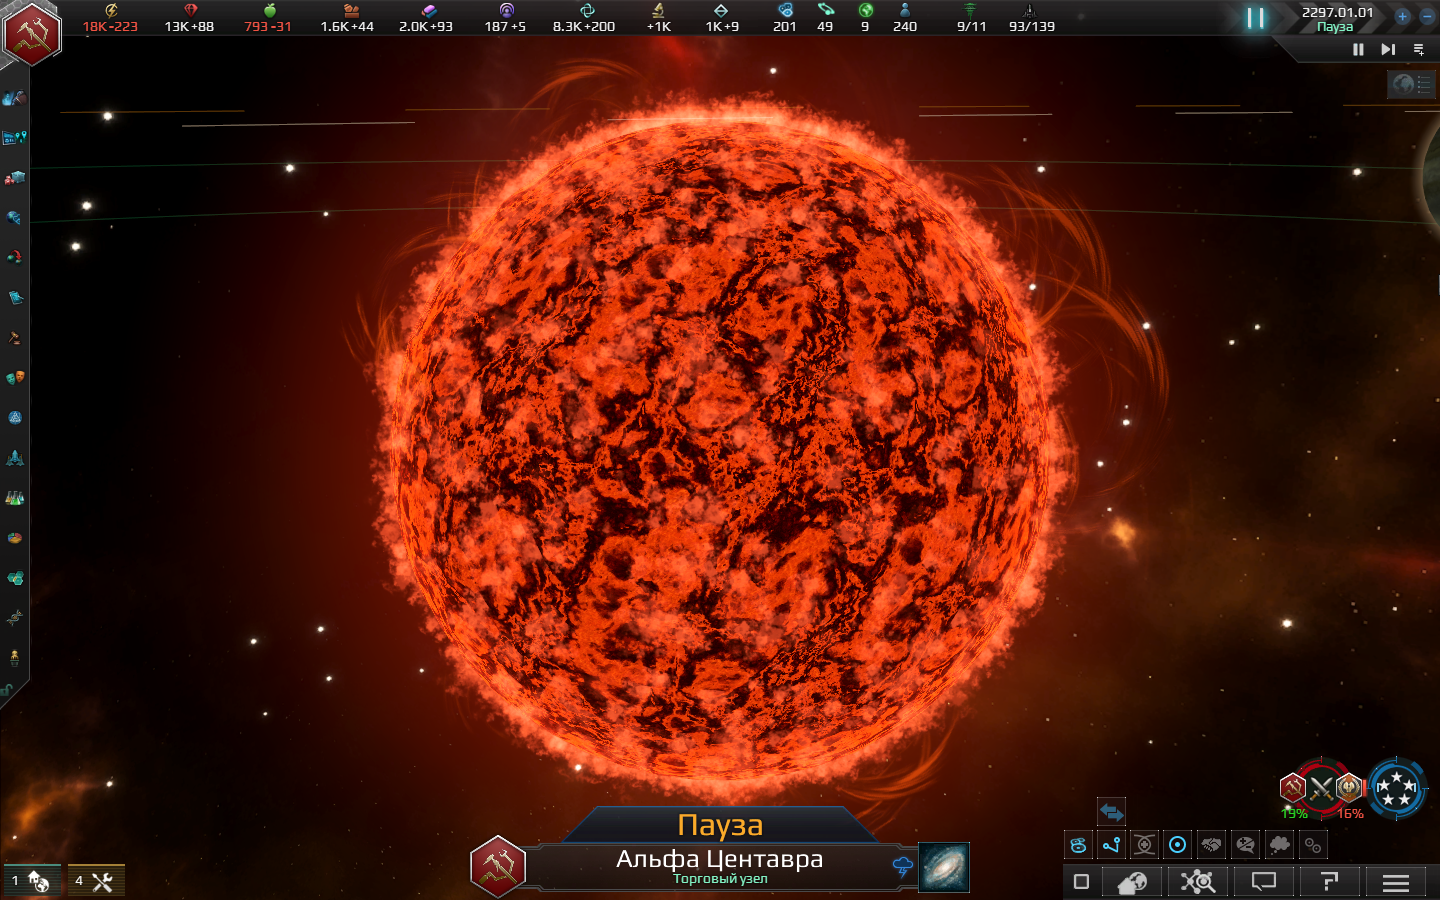 18K-223 13K+88 793-31 1.6K+44 2.0K+93 187+5 8.3K+200 +1K 1K+9 201 49 9 240 9/11 93/139
2297.01.01
Пауза
19% 16%
Пауза
Альфа Центавра
Торговый узел
1 4